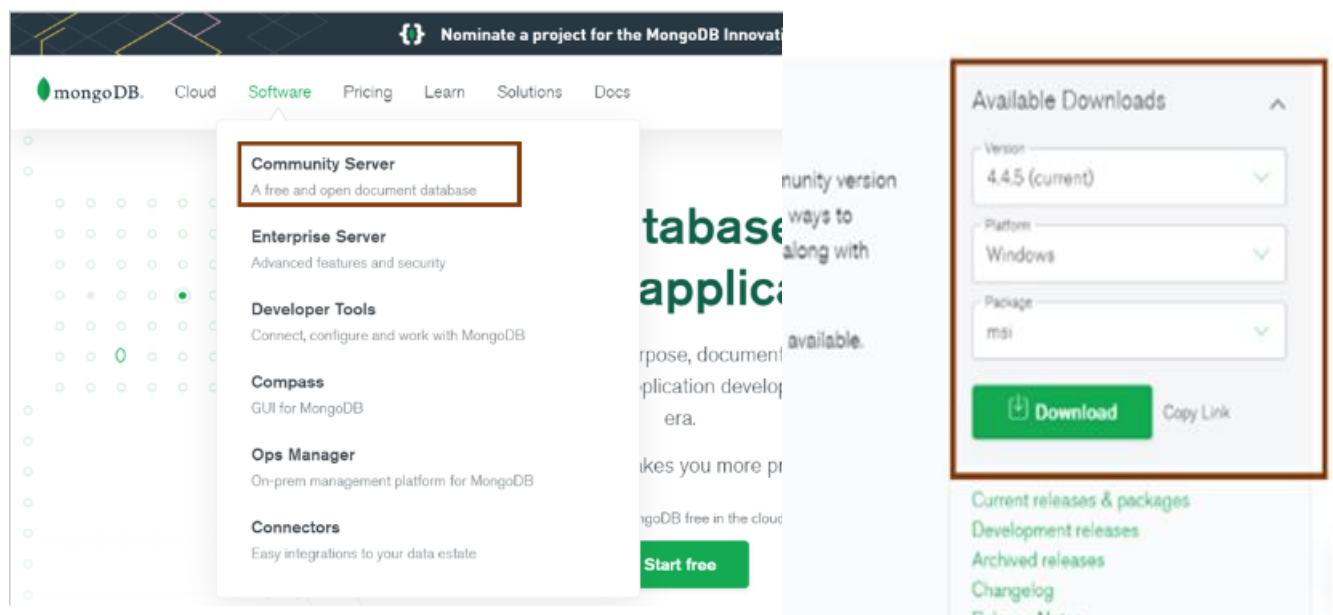 Nominate a project for the MongoDB Innovati
mongoDB. Cloud Software Pricing Learn Solutions Docs
Community Server
A free and open document database
Enterprise Server
Advanced features and security
Developer Tools
Connect, configure and work with MongoDB
Compass
GUI for MongoDB
Ops Manager
On-prem management platform for MongoDB
Connectors
Easy integrations to your data estate
tabase
applica
rpose, document
plication develop
era.
kes you more pr
ngoDB free in the cloud
Start free
nunity version
ways to
along with
available.
Available Downloads
Version
4.4.5 (current)
Platform
Windows
Package
msi
Download Copy Link
Current releases & packages
Development releases
Archived releases
Changelog